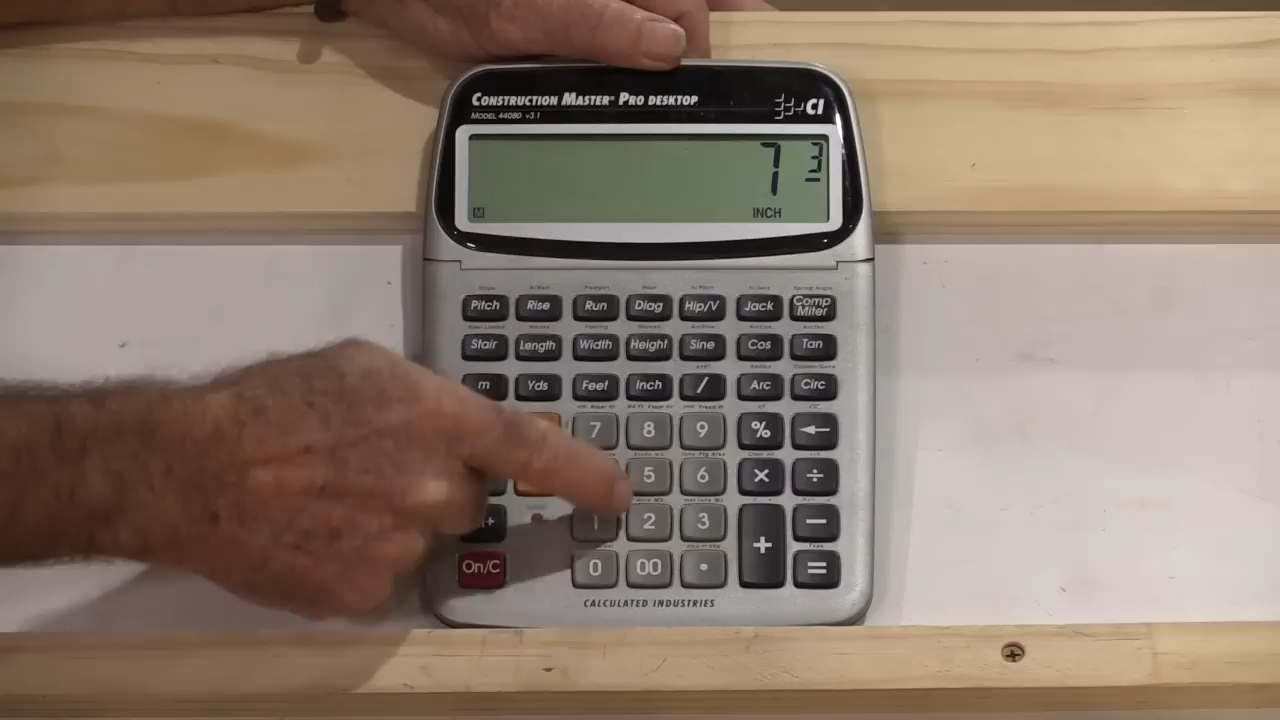 CONSTRUCTION MASTER® PRO DESKTOP
CI
MODEL 44080 v3.1
7 3
M INCH
Pitch Rise Run Diag Hip/V Jack Comp Miter
Stair Length Width Height Sine Cos Tan
m Yds Feet Inch / Arc Circ
7 8 9 % ←
5 6 × ÷
1 2 3 + −
On/C 0 00 • =
CALCULATED INDUSTRIES